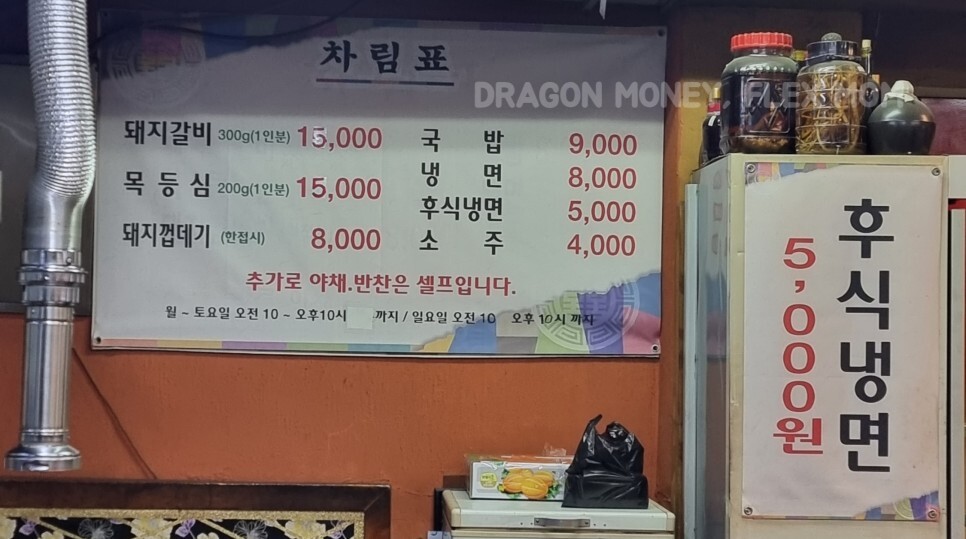 차림표
DRAGON MONEY, FLEX MON
돼지갈비 300g(1인분) 15,000
목등심 200g(1인분) 15,000
돼지껍데기 (한접시) 8,000
국밥 9,000
냉면 8,000
후식냉면 5,000
소주 4,000
추가로 야채.반찬은 셀프입니다.
월 ~ 토요일 오전 10 ~ 오후10시 까지 / 일요일 오전 10 오후 10시 까지
후식냉면
5,000원